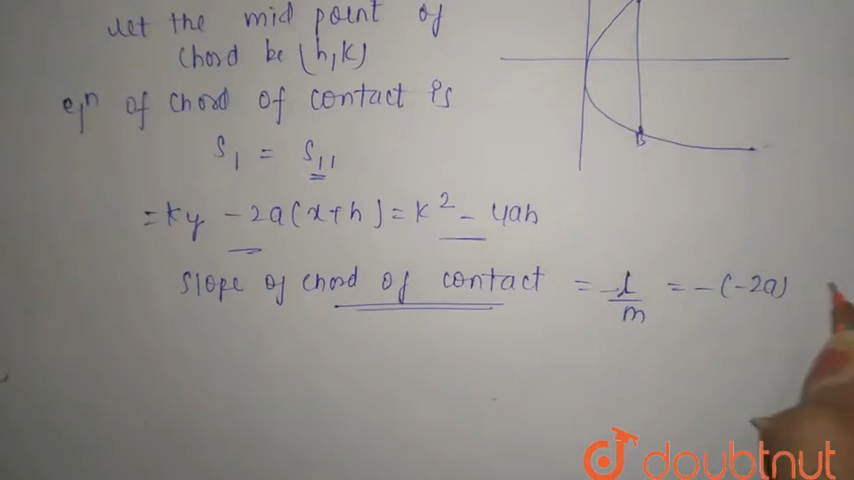 Let the mid point of
chord be (h,k)
eqn of chord of contact is
S₁ = S₁₁
= ky - 2a(x+h) = k² - 4ah
slope of chord of contact = -l/m = -(-2a)
B
doubtnut